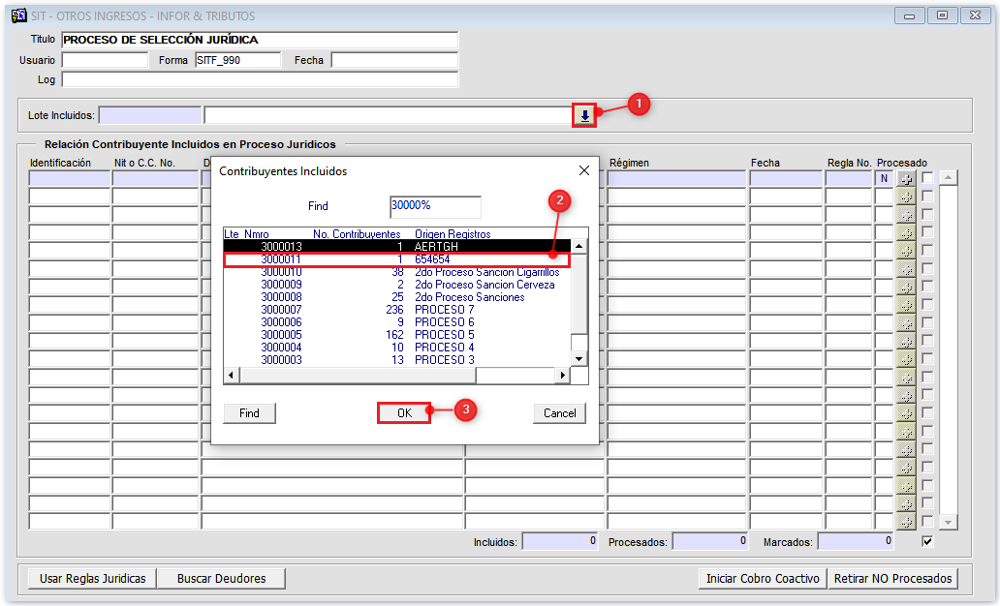 SIT - OTROS INGRESOS - INFOR & TRIBUTOS
Titulo PROCESO DE SELECCIÓN JURÍDICA
Usuario Forma SITF_990 Fecha
Log
Lote Incluidos: 1
Relación Contribuyente Incluidos en Proceso Juridicos
Identificación Nit o C.C. No. D Régimen Fecha Regla No. Procesado
N
Contribuyentes Incluidos
Find 30000% 2
Lte Nmro No. Contribuyentes Origen Registros
3000013 1 AERTGH
3000011 1 654654
3000010 38 2do Proceso Sancion Cigarrillos
3000009 2 2do Proceso Sancion Cerveza
3000008 25 2do Proceso Sanciones
3000007 236 PROCESO 7
3000006 9 PROCESO 6
3000005 162 PROCESO 5
3000004 10 PROCESO 4
3000003 13 PROCESO 3
Find OK 3 Cancel
Incluidos: 0 Procesados: 0 Marcados: 0
Usar Reglas Juridicas Buscar Deudores Iniciar Cobro Coactivo Retirar NO Procesados